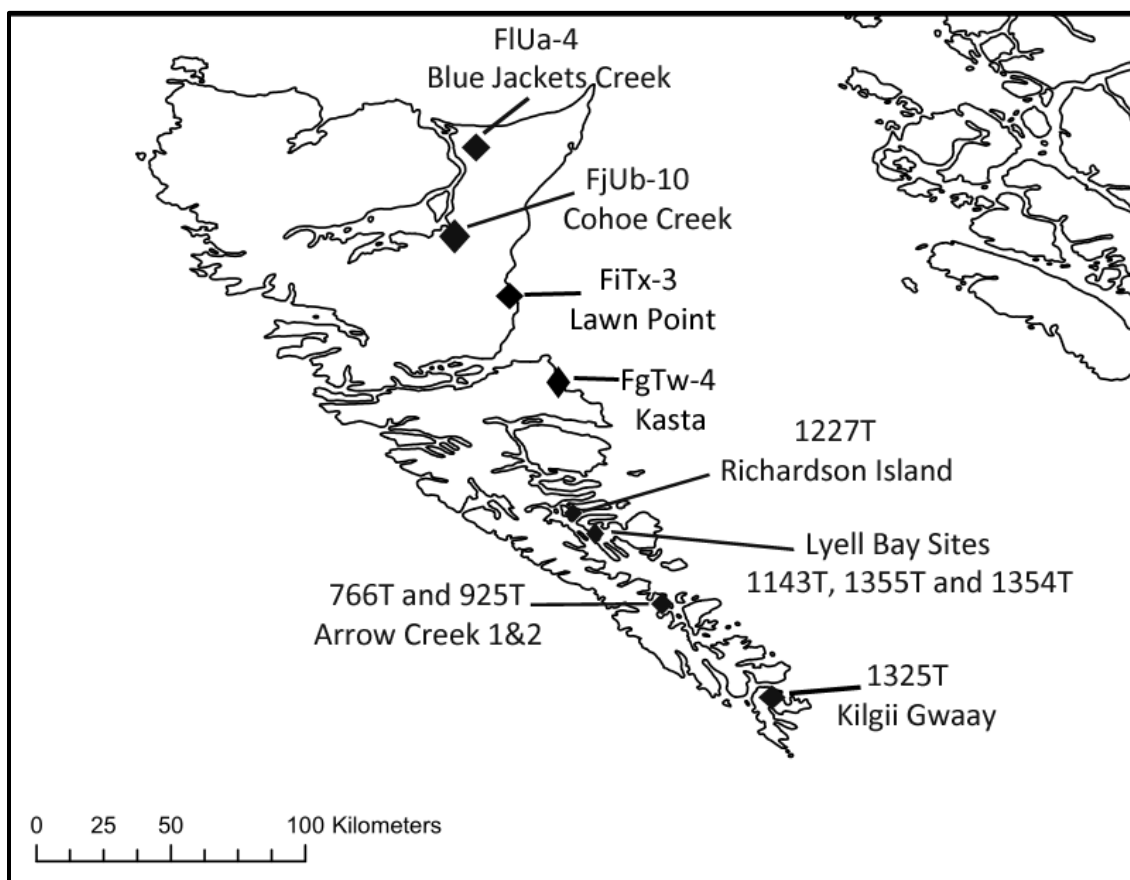 FlUa-4
Blue Jackets Creek
FjUb-10
Cohoe Creek
FiTx-3
Lawn Point
FgTw-4
Kasta
1227T
Richardson Island
Lyell Bay Sites
1143T, 1355T and 1354T
766T and 925T
Arrow Creek 1&2
1325T
Kilgii Gwaay
0 25 50 100 Kilometers